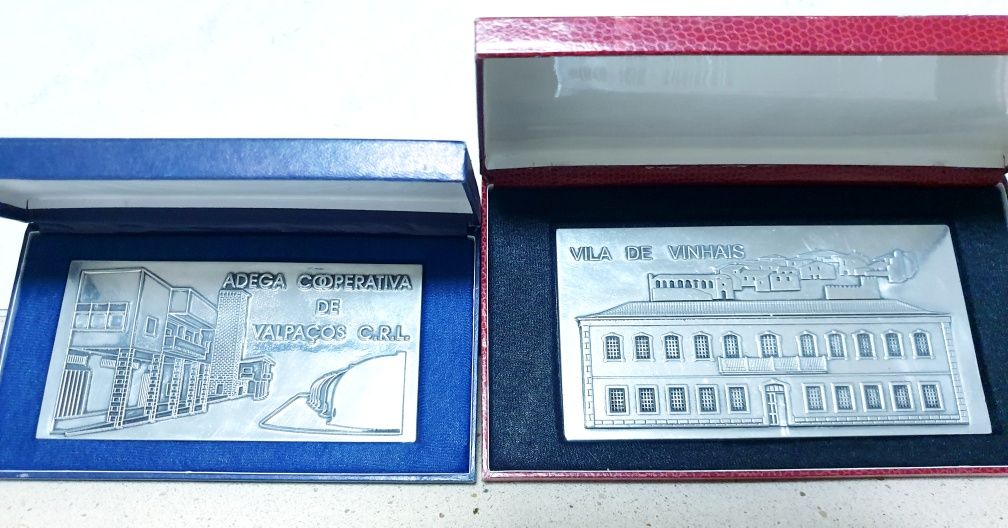 ADEGA COOPERATIVA
DE
VALPAÇOS C.R.L.
VILA DE VINHAIS